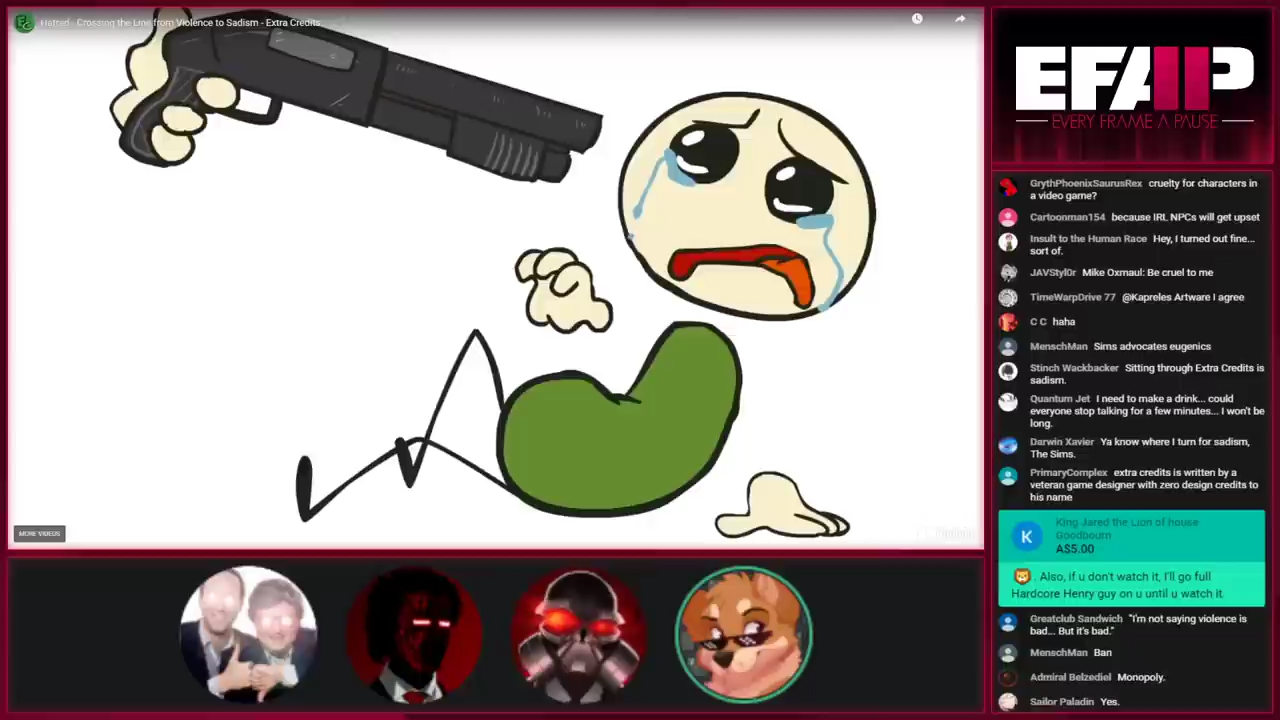 Hatred - Crossing the Line from Violence to Sadism - Extra Credits
MORE VIDEOS
EFAP
EVERY FRAME A PAUSE
GrythPhoenixSaurusRex cruelty for characters in
a video game?
Cartoonman154 because IRL NPCs will get upset
Insult to the Human Race Hey, I turned out fine...
sort of.
JAVStyl0r Mike Oxmaul: Be cruel to me
TimeWarpDrive 77 @Kapreles Artware I agree
C C haha
MenschMan Sims advocates eugenics
Stinch Wackbacker Sitting through Extra Credits is
sadism.
Quantum Jet I need to make a drink... could
everyone stop talking for a few minutes... I won't be
long.
Darwin Xavier Ya know where I turn for sadism,
The Sims.
PrimaryComplex extra credits is written by a
veteran game designer with zero design credits to
his name
K
King Jared the Lion of house
Goodbourn
A$5.00
. Also, if u don't watch it, I'll go full
Hardcore Henry guy on u until u watch it
Greatclub Sandwich "I'm not saying violence is
bad... But it's bad."
MenschMan Ban
Admiral Belzediel Monopoly.
Sailor Paladin Yes.